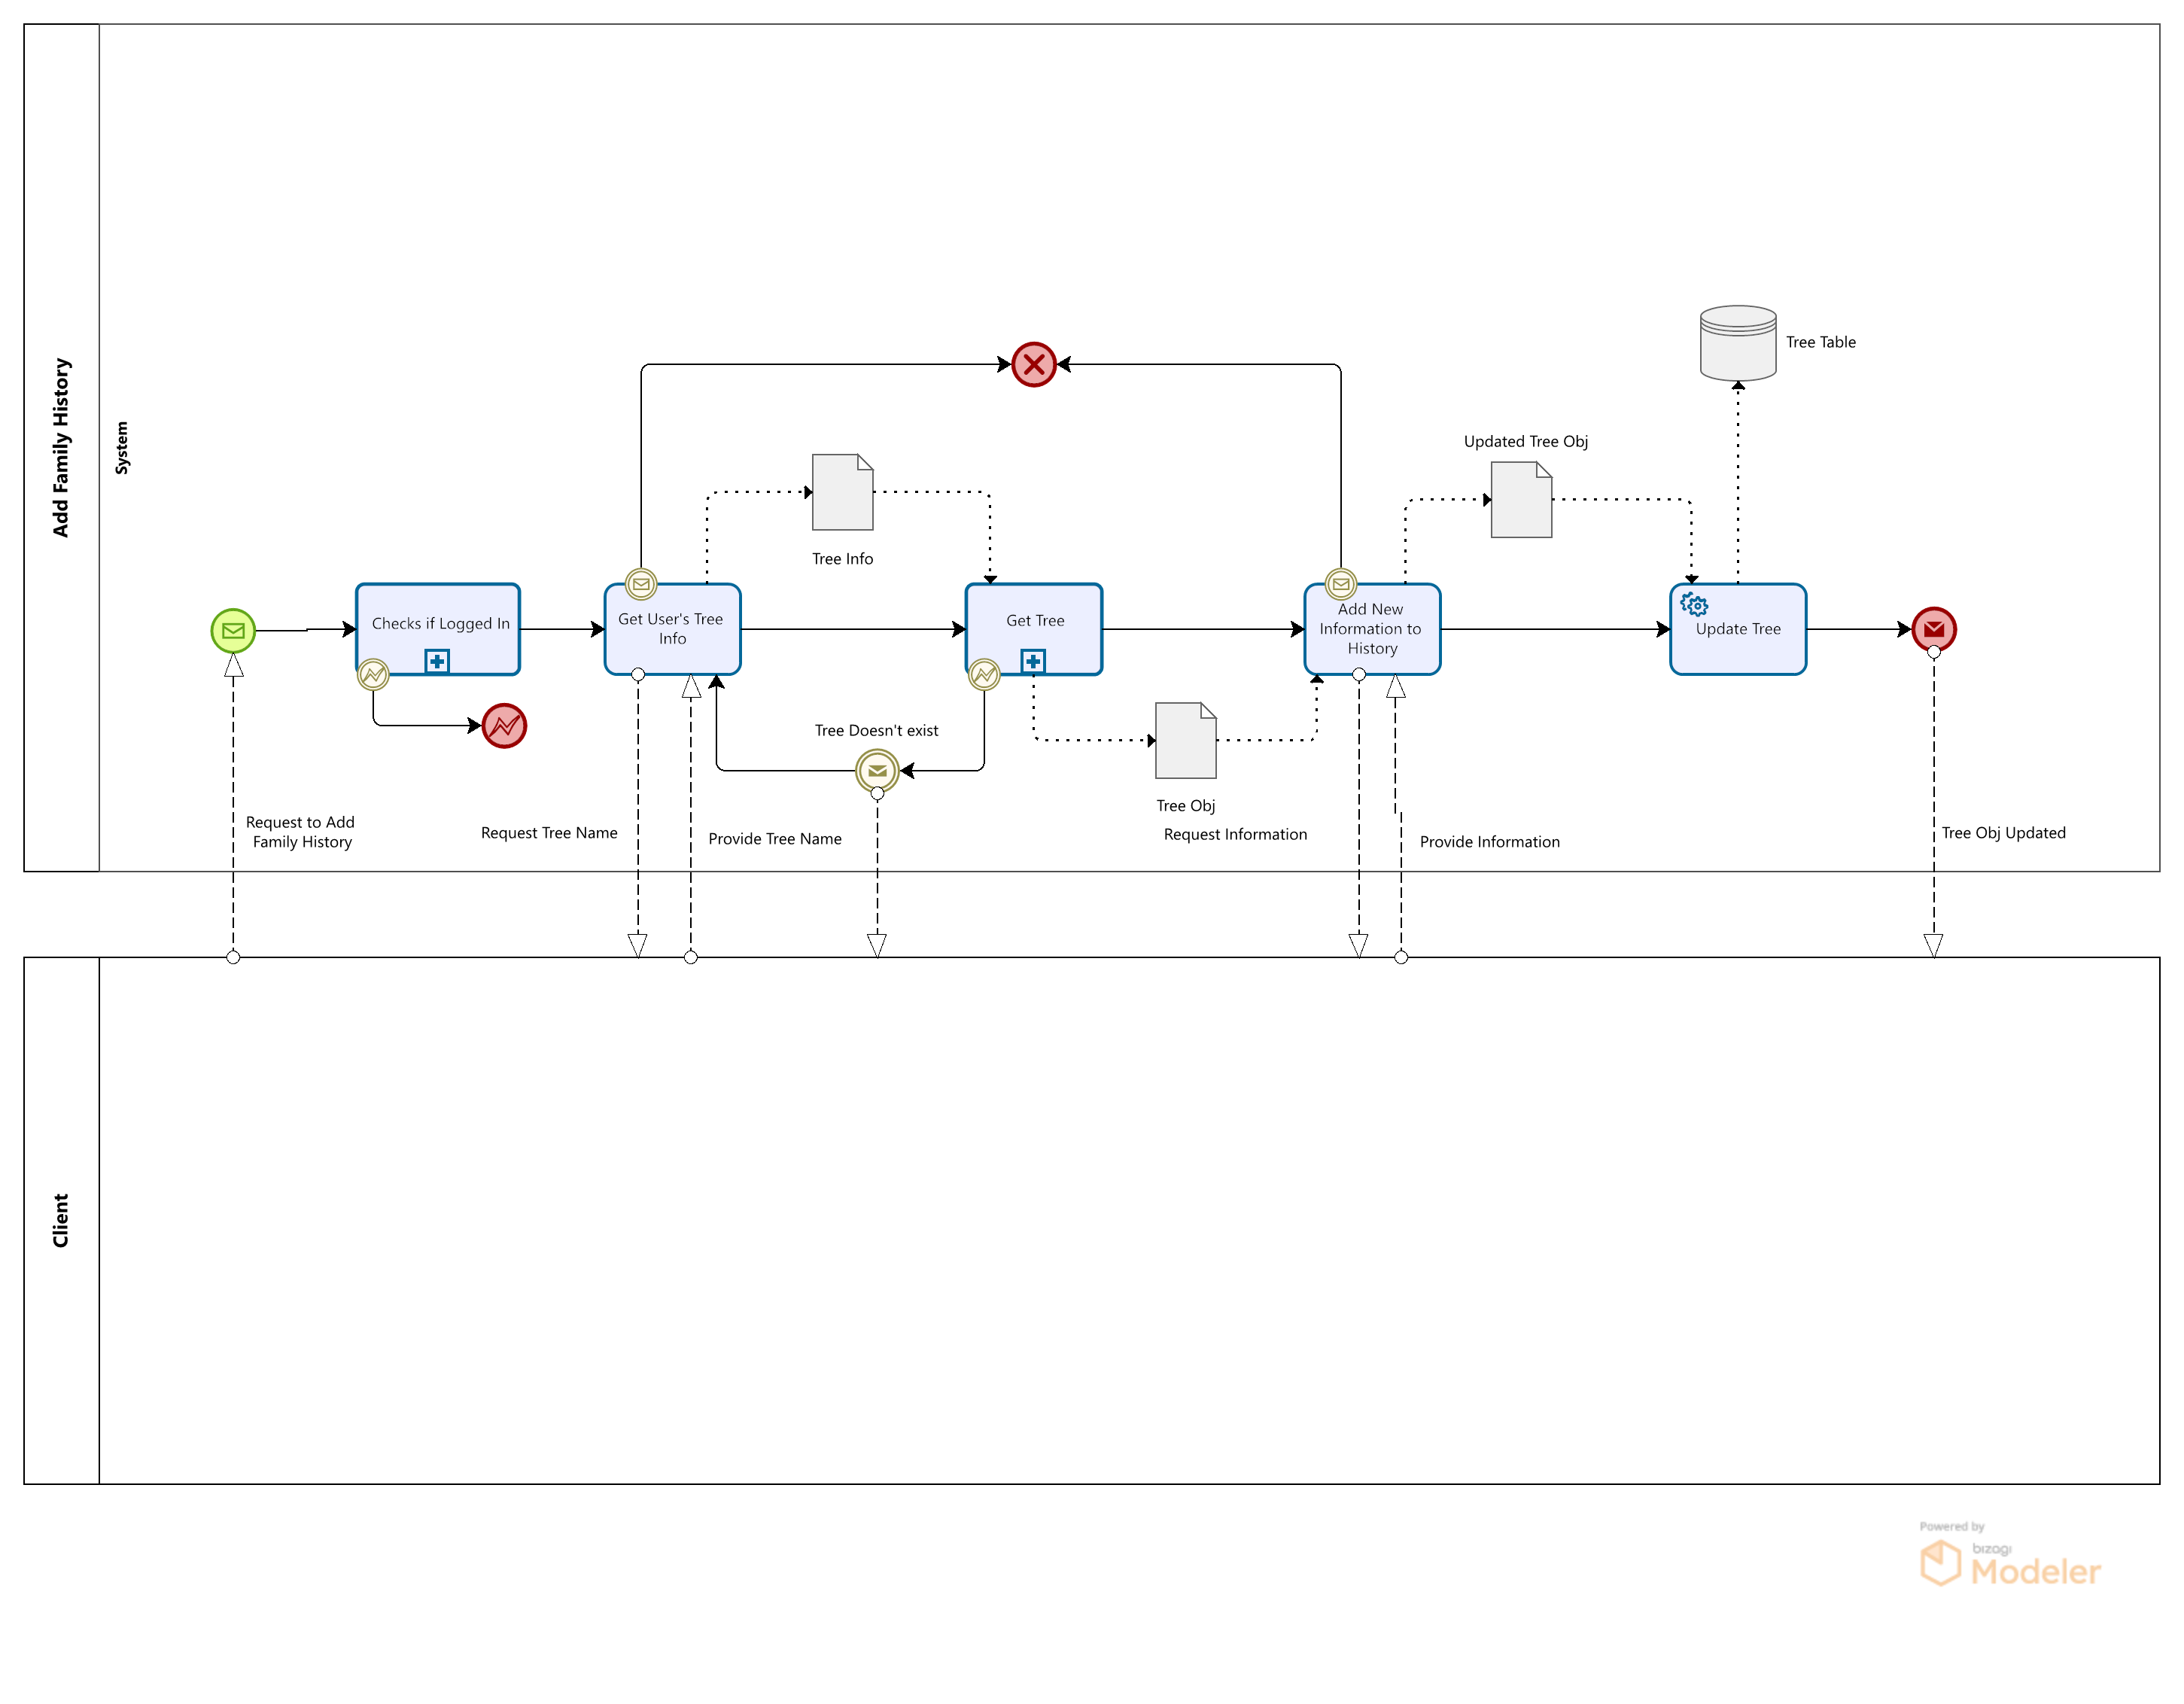 Add Family History
System
Tree Table
Updated Tree Obj
Tree Info
Checks if Logged In
Get User's Tree
Info
Get Tree
Add New
Information to
History
Update Tree
Tree Doesn't exist
Tree Obj
Request to Add
Family History
Request Tree Name
Provide Tree Name
Request Information
Provide Information
Tree Obj Updated
Client
Powered by
bizagi
Modeler